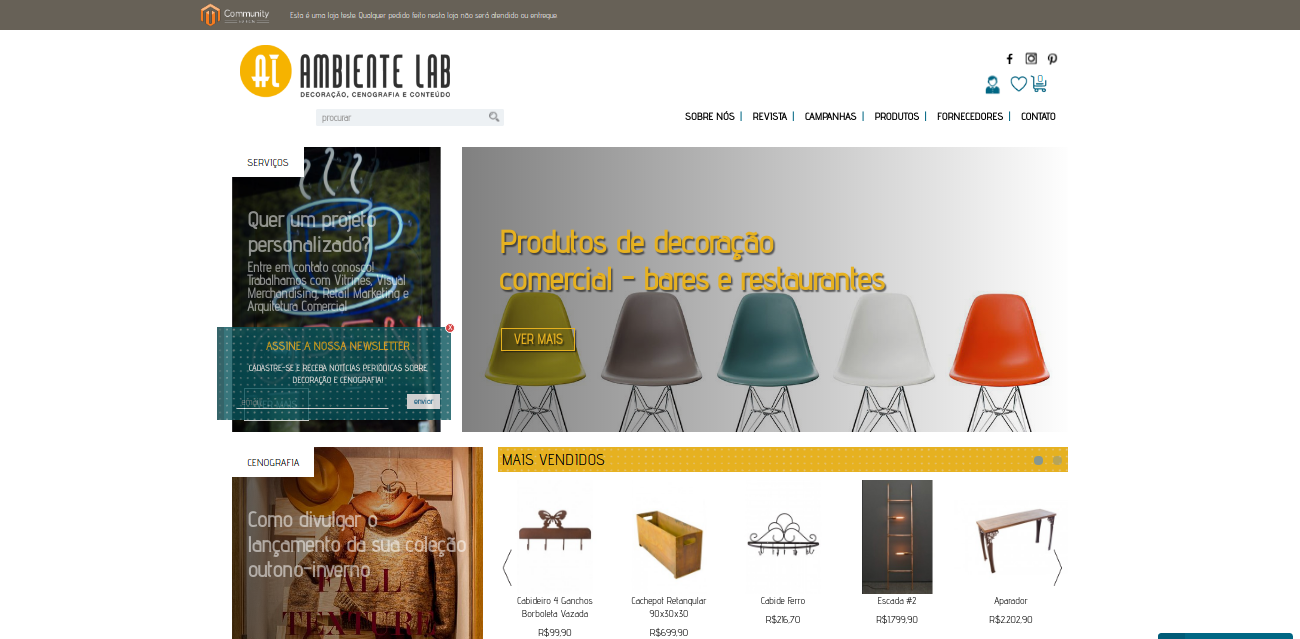 Community
Esta é uma loja teste. Qualquer pedido feito nesta loja não será atendido ou entregue.
AL AMBIENTE LAB
DECORAÇÃO, CENOGRAFIA E CONTEÚDO
0
procurar
SOBRE NÓS | REVISTA | CAMPANHAS | PRODUTOS | FORNECEDORES | CONTATO
SERVIÇOS
Quer um projeto
personalizado?
Entre em contato conosco!
Trabalhamos com Vitrines, Visual
Merchandising, Retail Marketing e
Arquitetura Comercial
Produtos de decoração
comercial - bares e restaurantes
VER MAIS
X
ASSINE A NOSSA NEWSLETTER
CADASTRE-SE E RECEBA NOTÍCIAS PERIÓDICAS SOBRE
DECORAÇÃO E CENOGRAFIA!
email
enviar
CENOGRAFIA
Como divulgar o
lançamento da sua coleção
outono-inverno
FALL
TEXTURE
MAIS VENDIDOS
Cabideiro 4 Ganchos
Borboleta Vazada
R$99,90
Cachepot Retangular
90x30x30
R$699,90
Cabide Ferro
R$216,70
Escada #2
R$1.799,90
Aparador
R$2.202,90